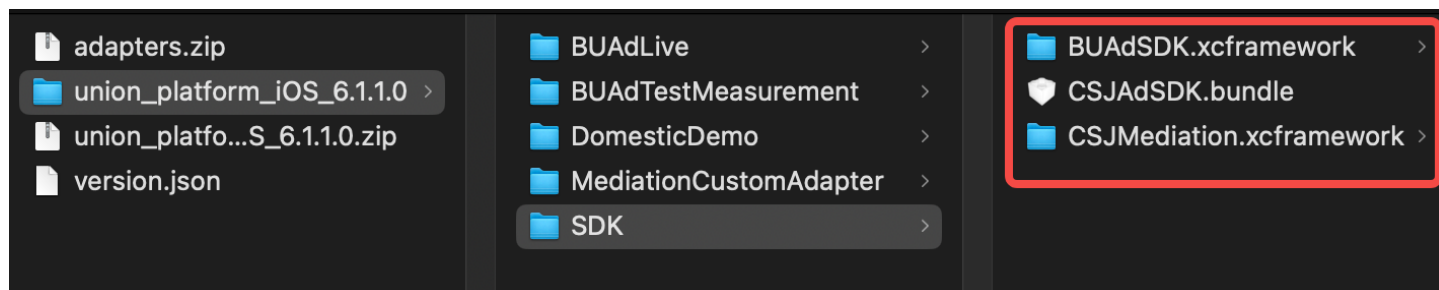 adapters.zip
union_platform_iOS_6.1.1.0
union_platfo...S_6.1.1.0.zip
version.json
BUAdLive
BUAdTestMeasurement
DomesticDemo
MediationCustomAdapter
SDK
BUAdSDK.xcframework
CSJAdSDK.bundle
CSJMediation.xcframework